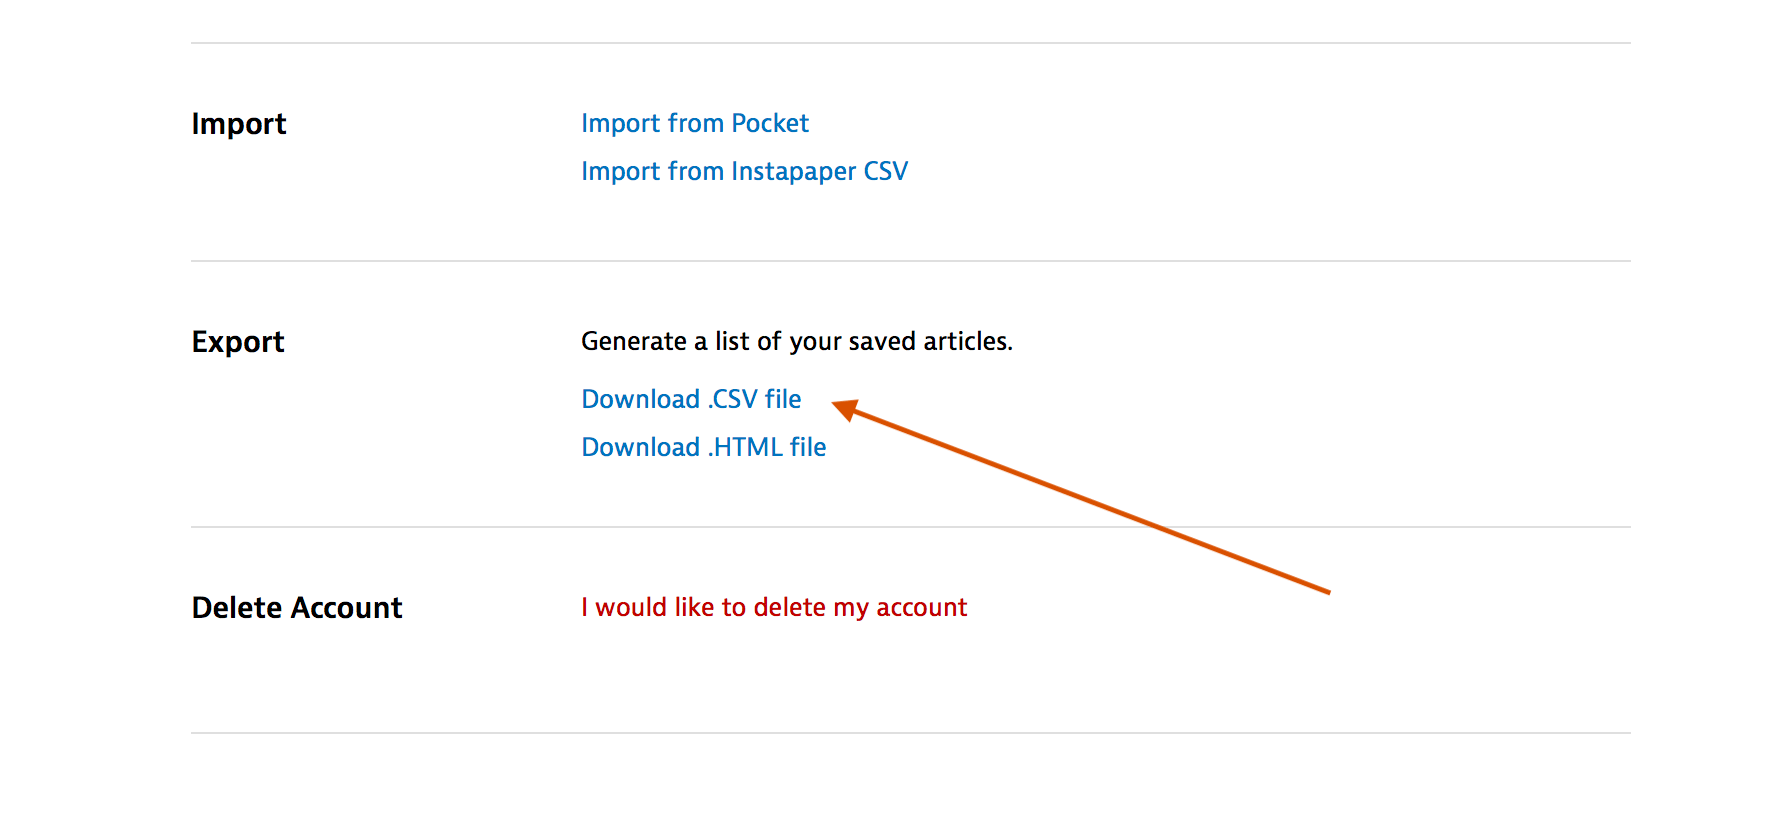 Import
Import from Pocket
Import from Instapaper CSV
Export
Generate a list of your saved articles.
Download .CSV file
Download .HTML file
Delete Account
I would like to delete my account